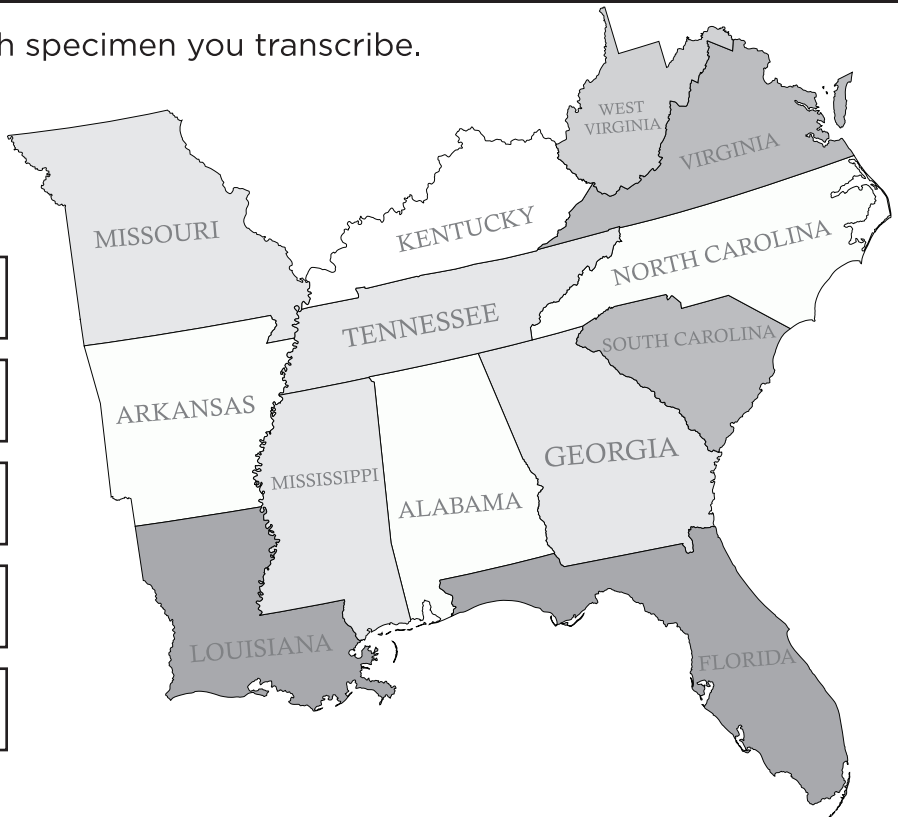 h specimen you transcribe.
WEST
VIRGINIA
VIRGINIA
MISSOURI
KENTUCKY
NORTH CAROLINA
TENNESSEE
SOUTH CAROLINA
ARKANSAS
GEORGIA
MISSISSIPPI
ALABAMA
LOUISIANA
FLORIDA